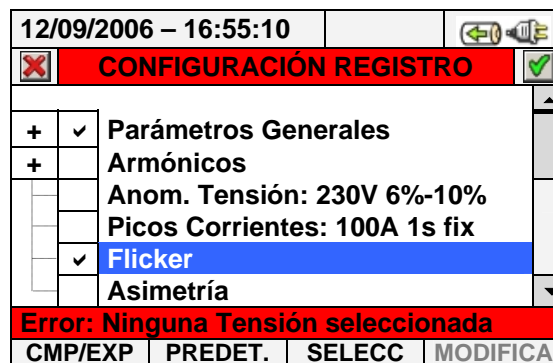 12/09/2006 – 16:55:10
CONFIGURACIÓN REGISTRO
+ Parámetros Generales
+ Armónicos
Anom. Tensión: 230V 6%-10%
Picos Corrientes: 100A 1s fix
Flicker
Asimetría
Error: Ninguna Tensión seleccionada
CMP/EXP PREDET. SELECC MODIFICA